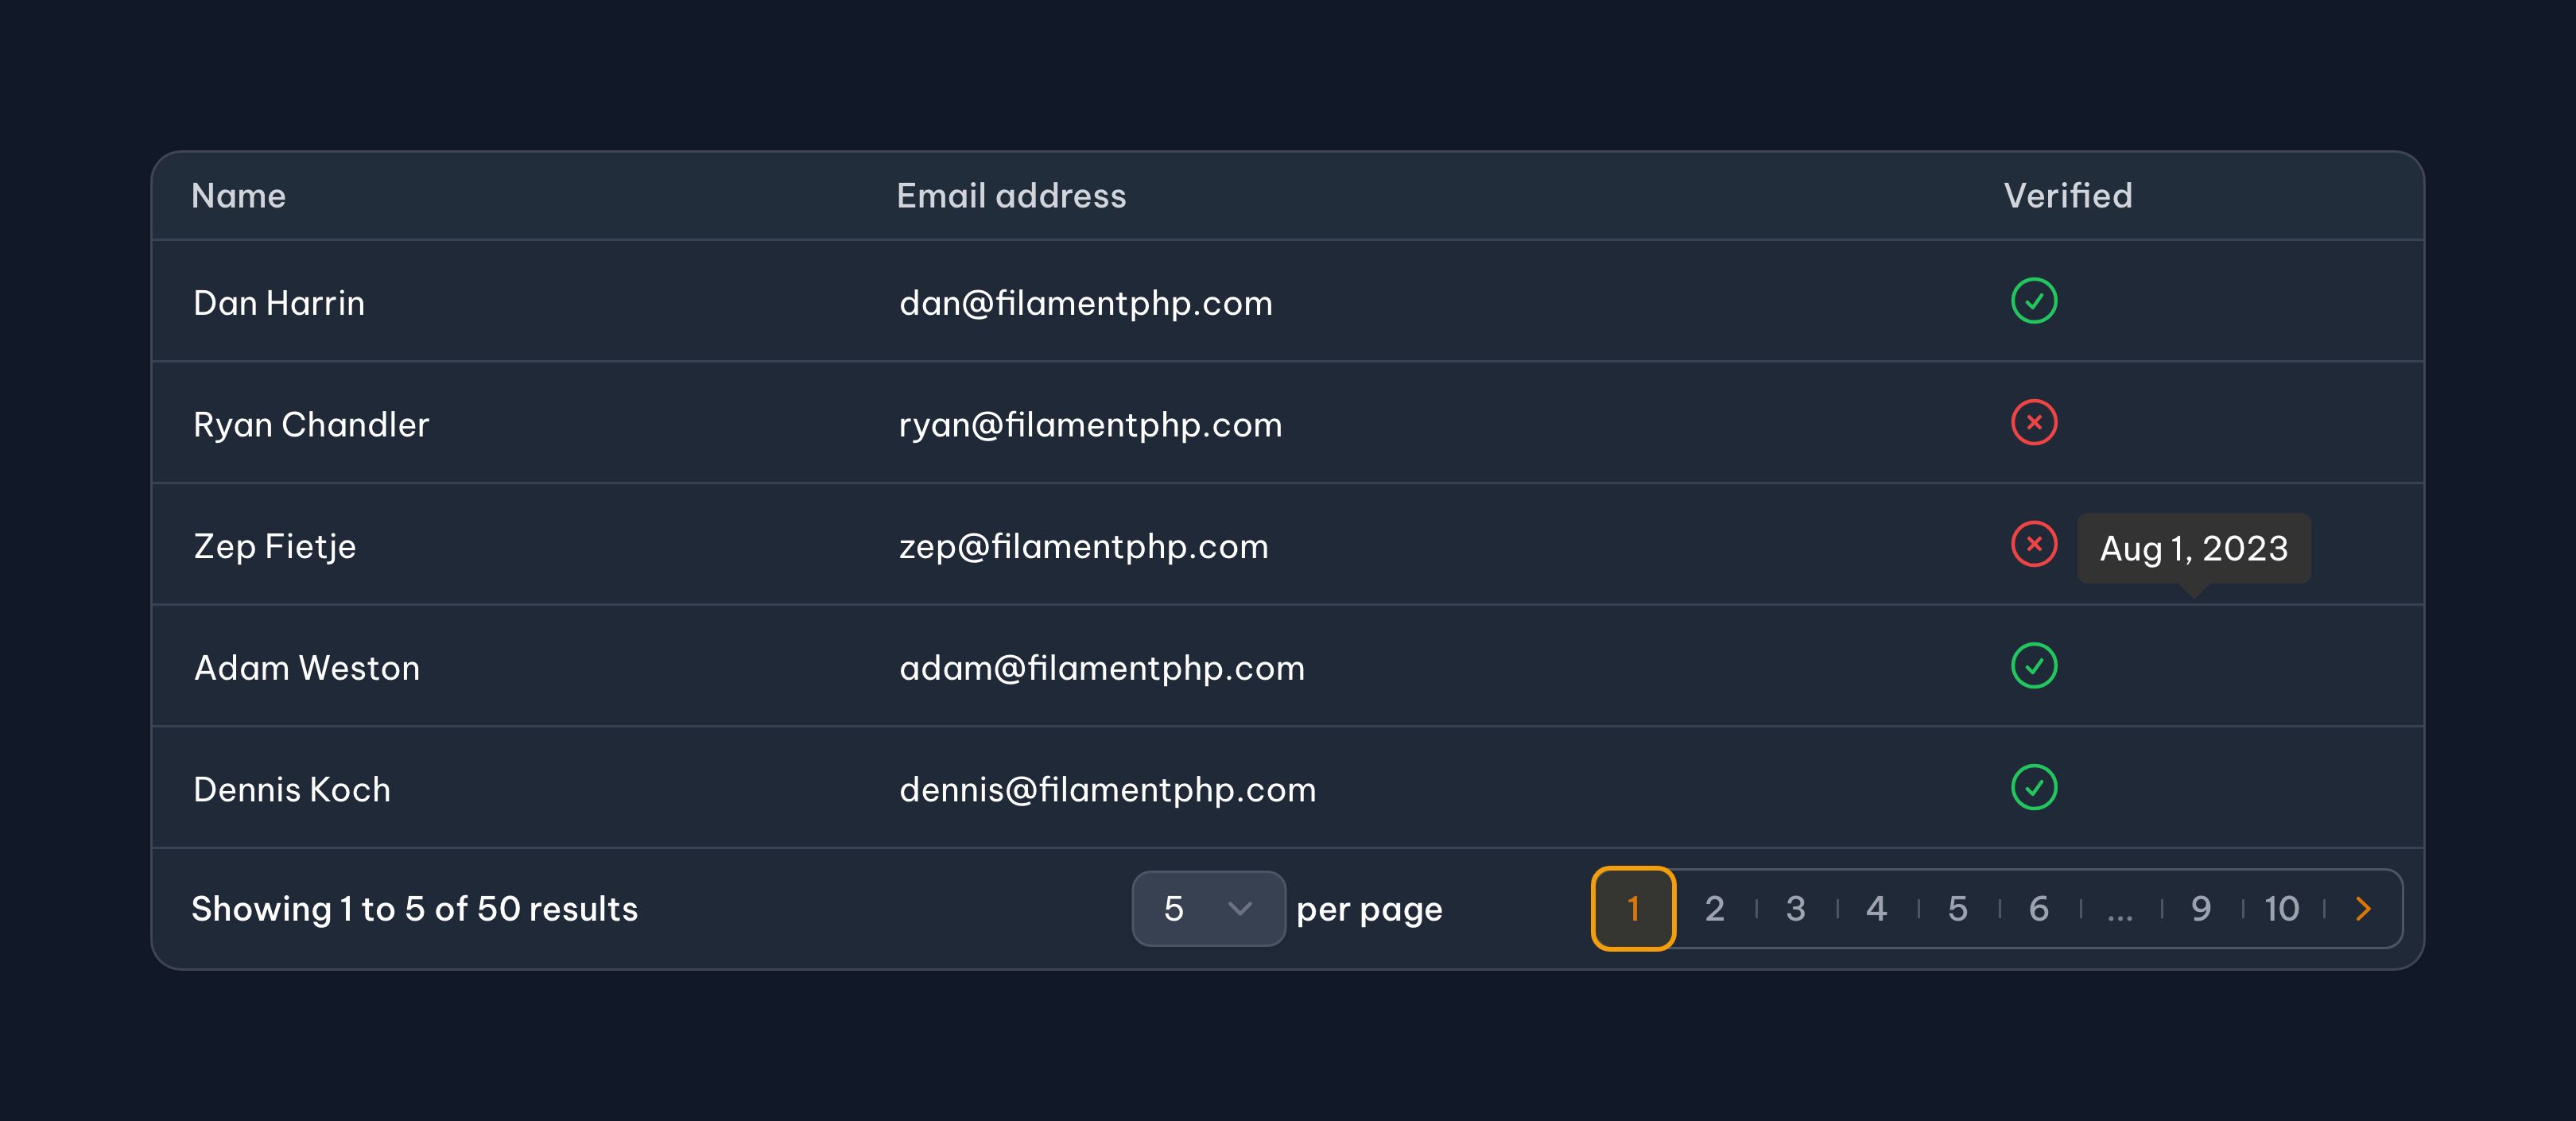 Name Email address Verified
Dan Harrin dan@filamentphp.com
Ryan Chandler ryan@filamentphp.com
Zep Fietje zep@filamentphp.com Aug 1, 2023
Adam Weston adam@filamentphp.com
Dennis Koch dennis@filamentphp.com
Showing 1 to 5 of 50 results 5 per page 1 2 3 4 5 6 ... 9 10